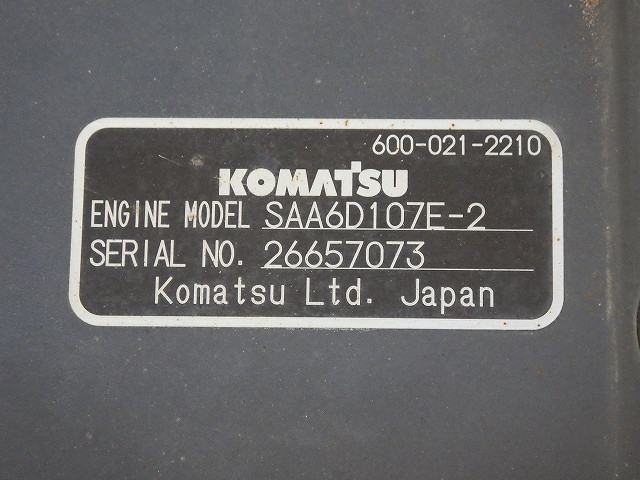 600-021-2210
KOMATSU
ENGINE MODEL SAA6D107E-2
SERIAL NO. 26657073
Komatsu Ltd. Japan